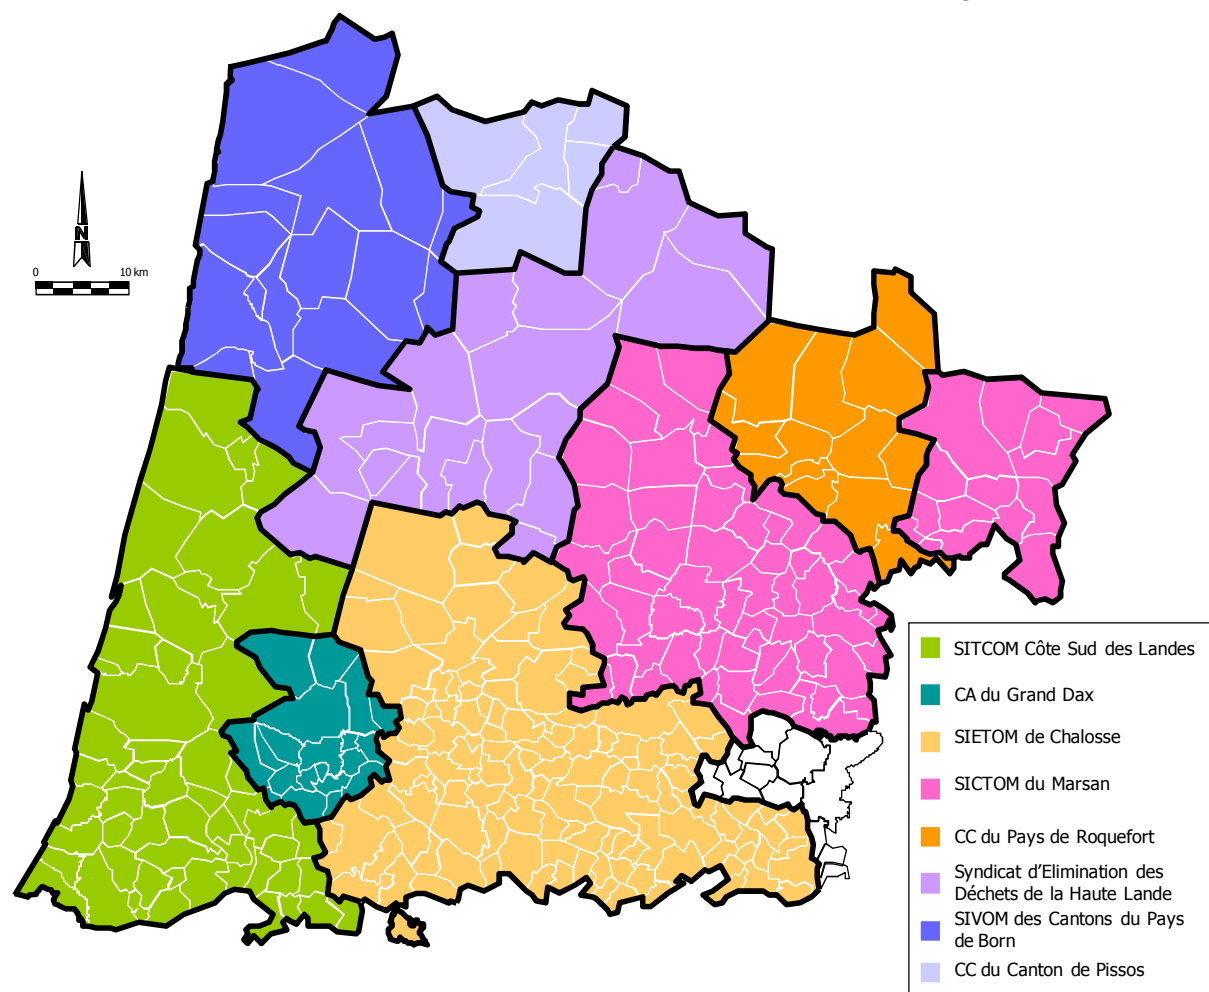 N
0 10 km
SITCOM Côte Sud des Landes
CA du Grand Dax
SIETOM de Chalosse
SICTOM du Marsan
CC du Pays de Roquefort
Syndicat d’Elimination des
Déchets de la Haute Lande
SIVOM des Cantons du Pays
de Born
CC du Canton de Pissos